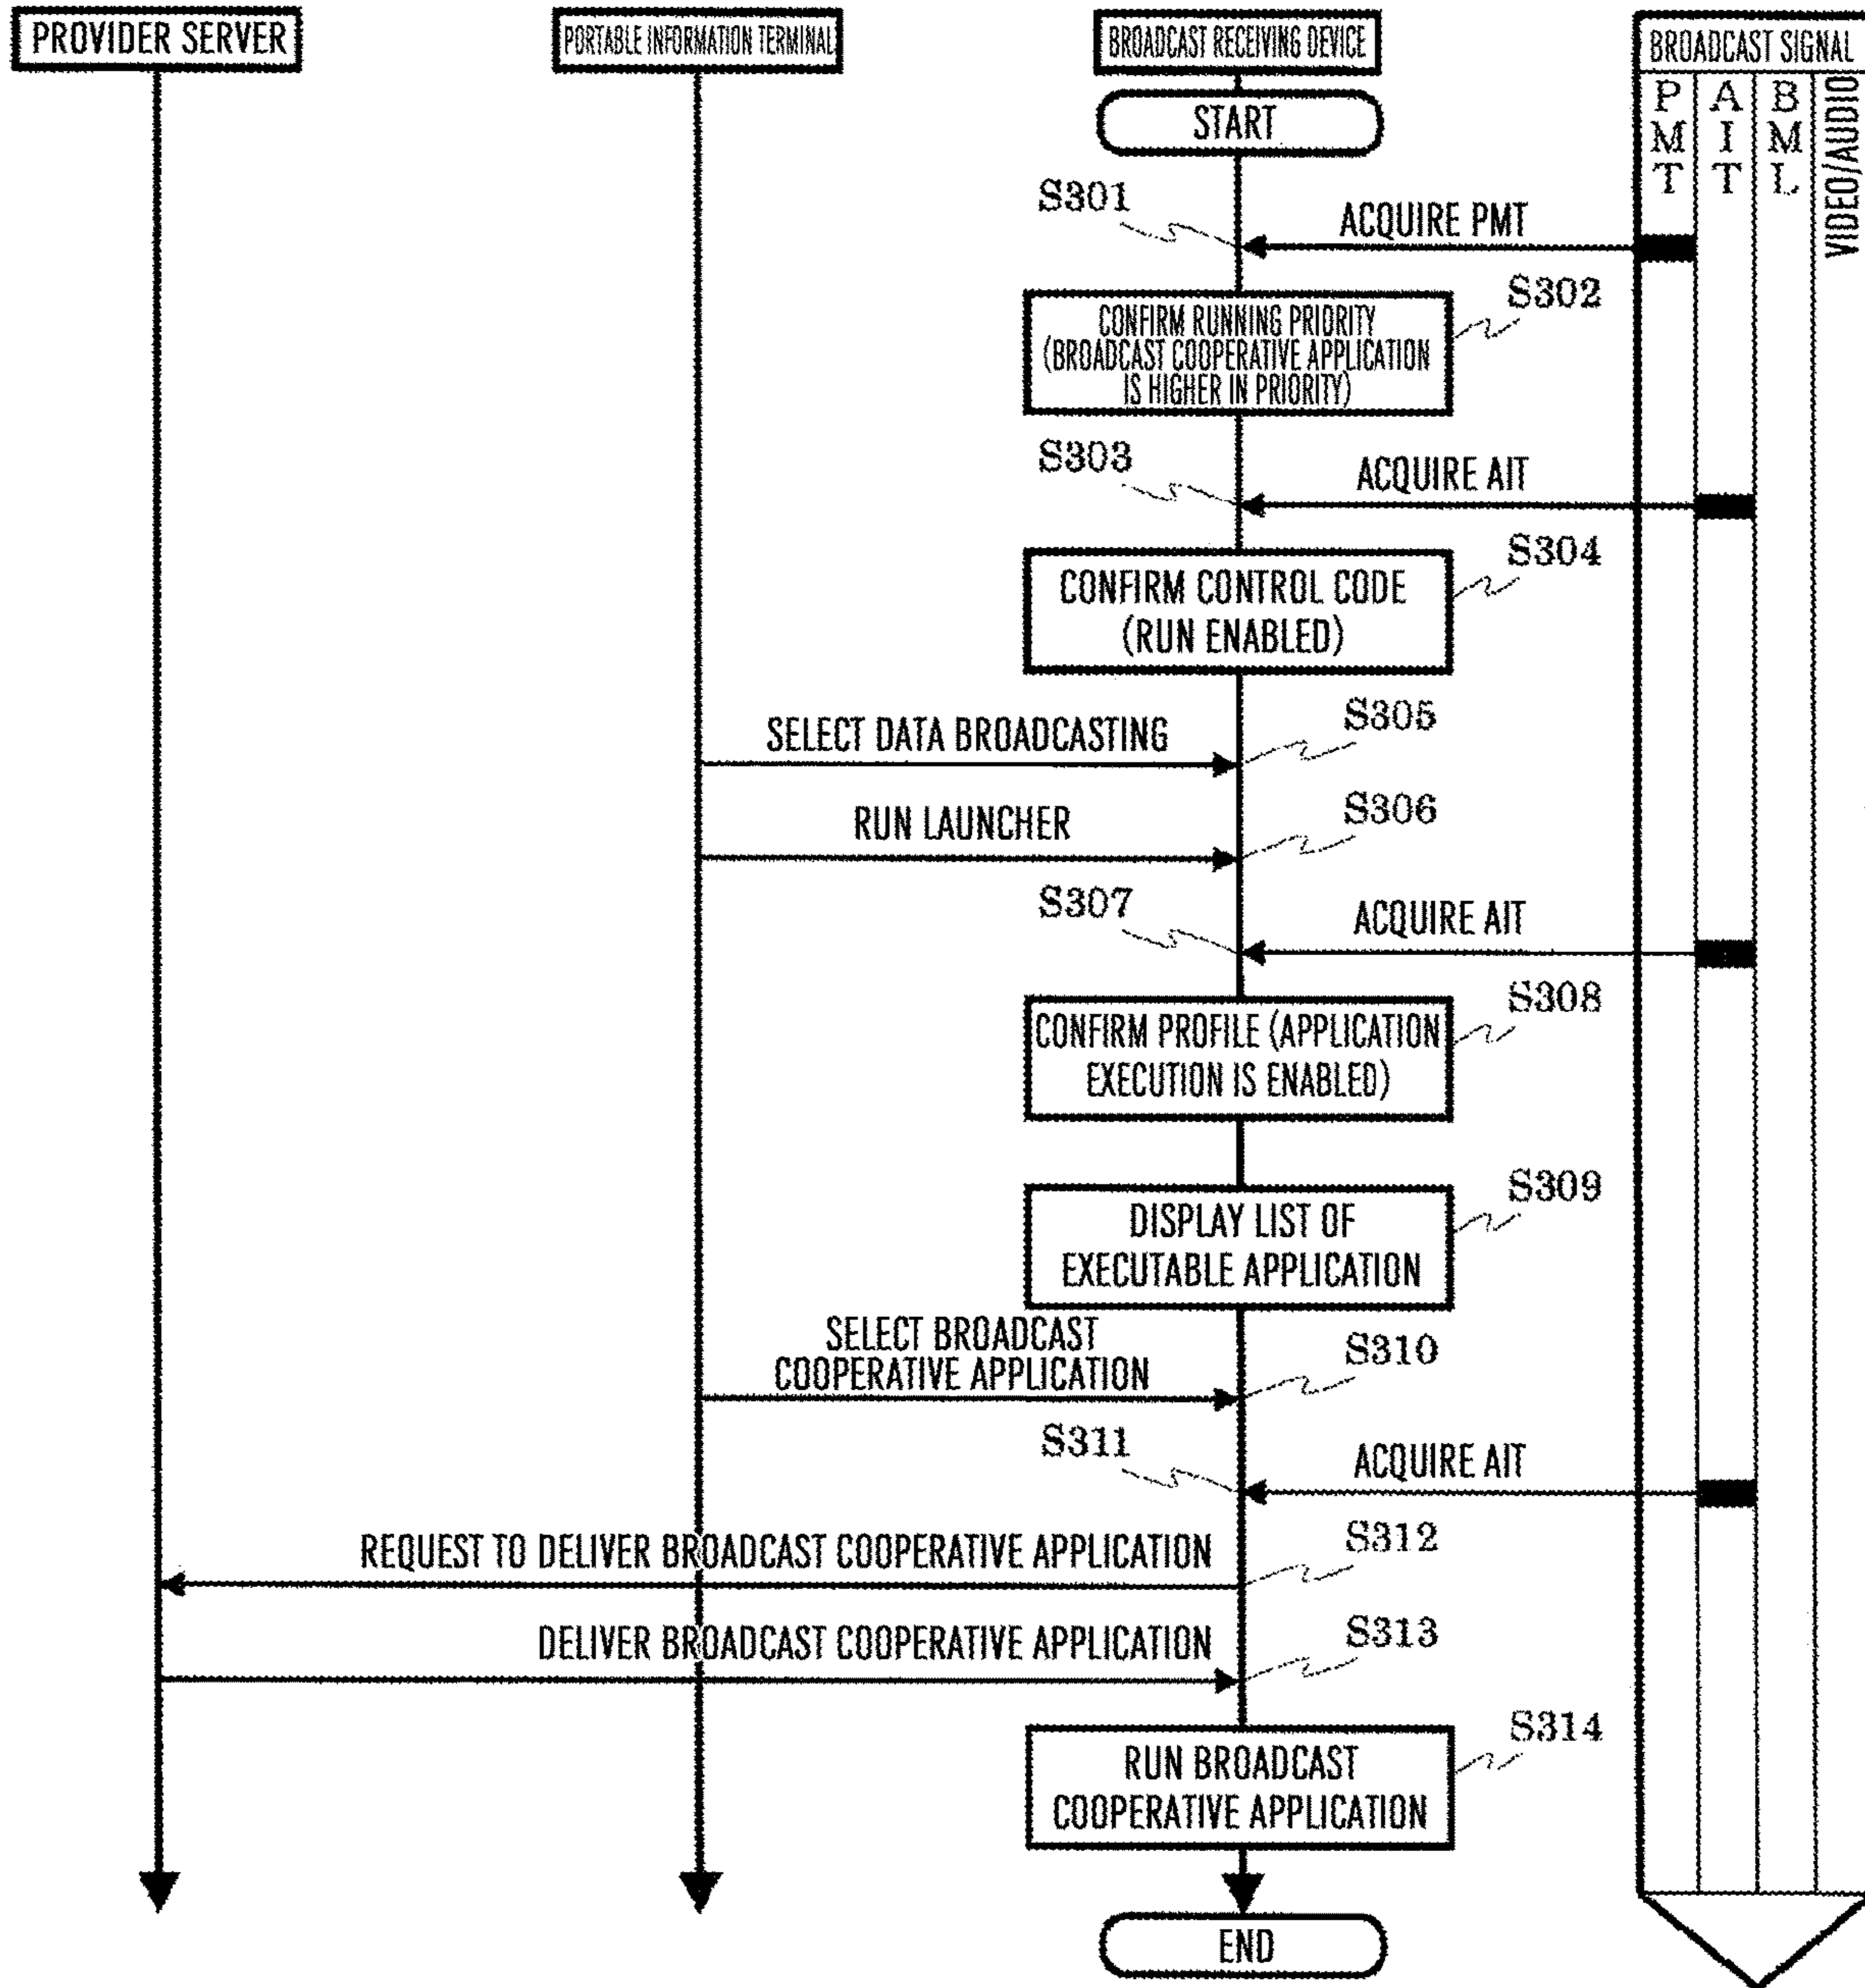 PROVIDER SERVER
PORTABLE INFORMATION TERMINAL
BROADCAST RECEIVING DEVICE
BROADCAST SIGNAL
PMT
AIT
BML
VIDEO/AUDIO
START
S301
ACQUIRE PMT
S302
CONFIRM RUNNING PRIORITY
(BROADCAST COOPERATIVE APPLICATION
IS HIGHER IN PRIORITY)
S303
ACQUIRE AIT
S304
CONFIRM CONTROL CODE
(RUN ENABLED)
SELECT DATA BROADCASTING
S305
RUN LAUNCHER
S306
S307
ACQUIRE AIT
S308
CONFIRM PROFILE (APPLICATION
EXECUTION IS ENABLED)
S309
DISPLAY LIST OF
EXECUTABLE APPLICATION
SELECT BROADCAST
COOPERATIVE APPLICATION
S310
S311
ACQUIRE AIT
REQUEST TO DELIVER BROADCAST COOPERATIVE APPLICATION
S312
DELIVER BROADCAST COOPERATIVE APPLICATION
S313
S314
RUN BROADCAST
COOPERATIVE APPLICATION
END